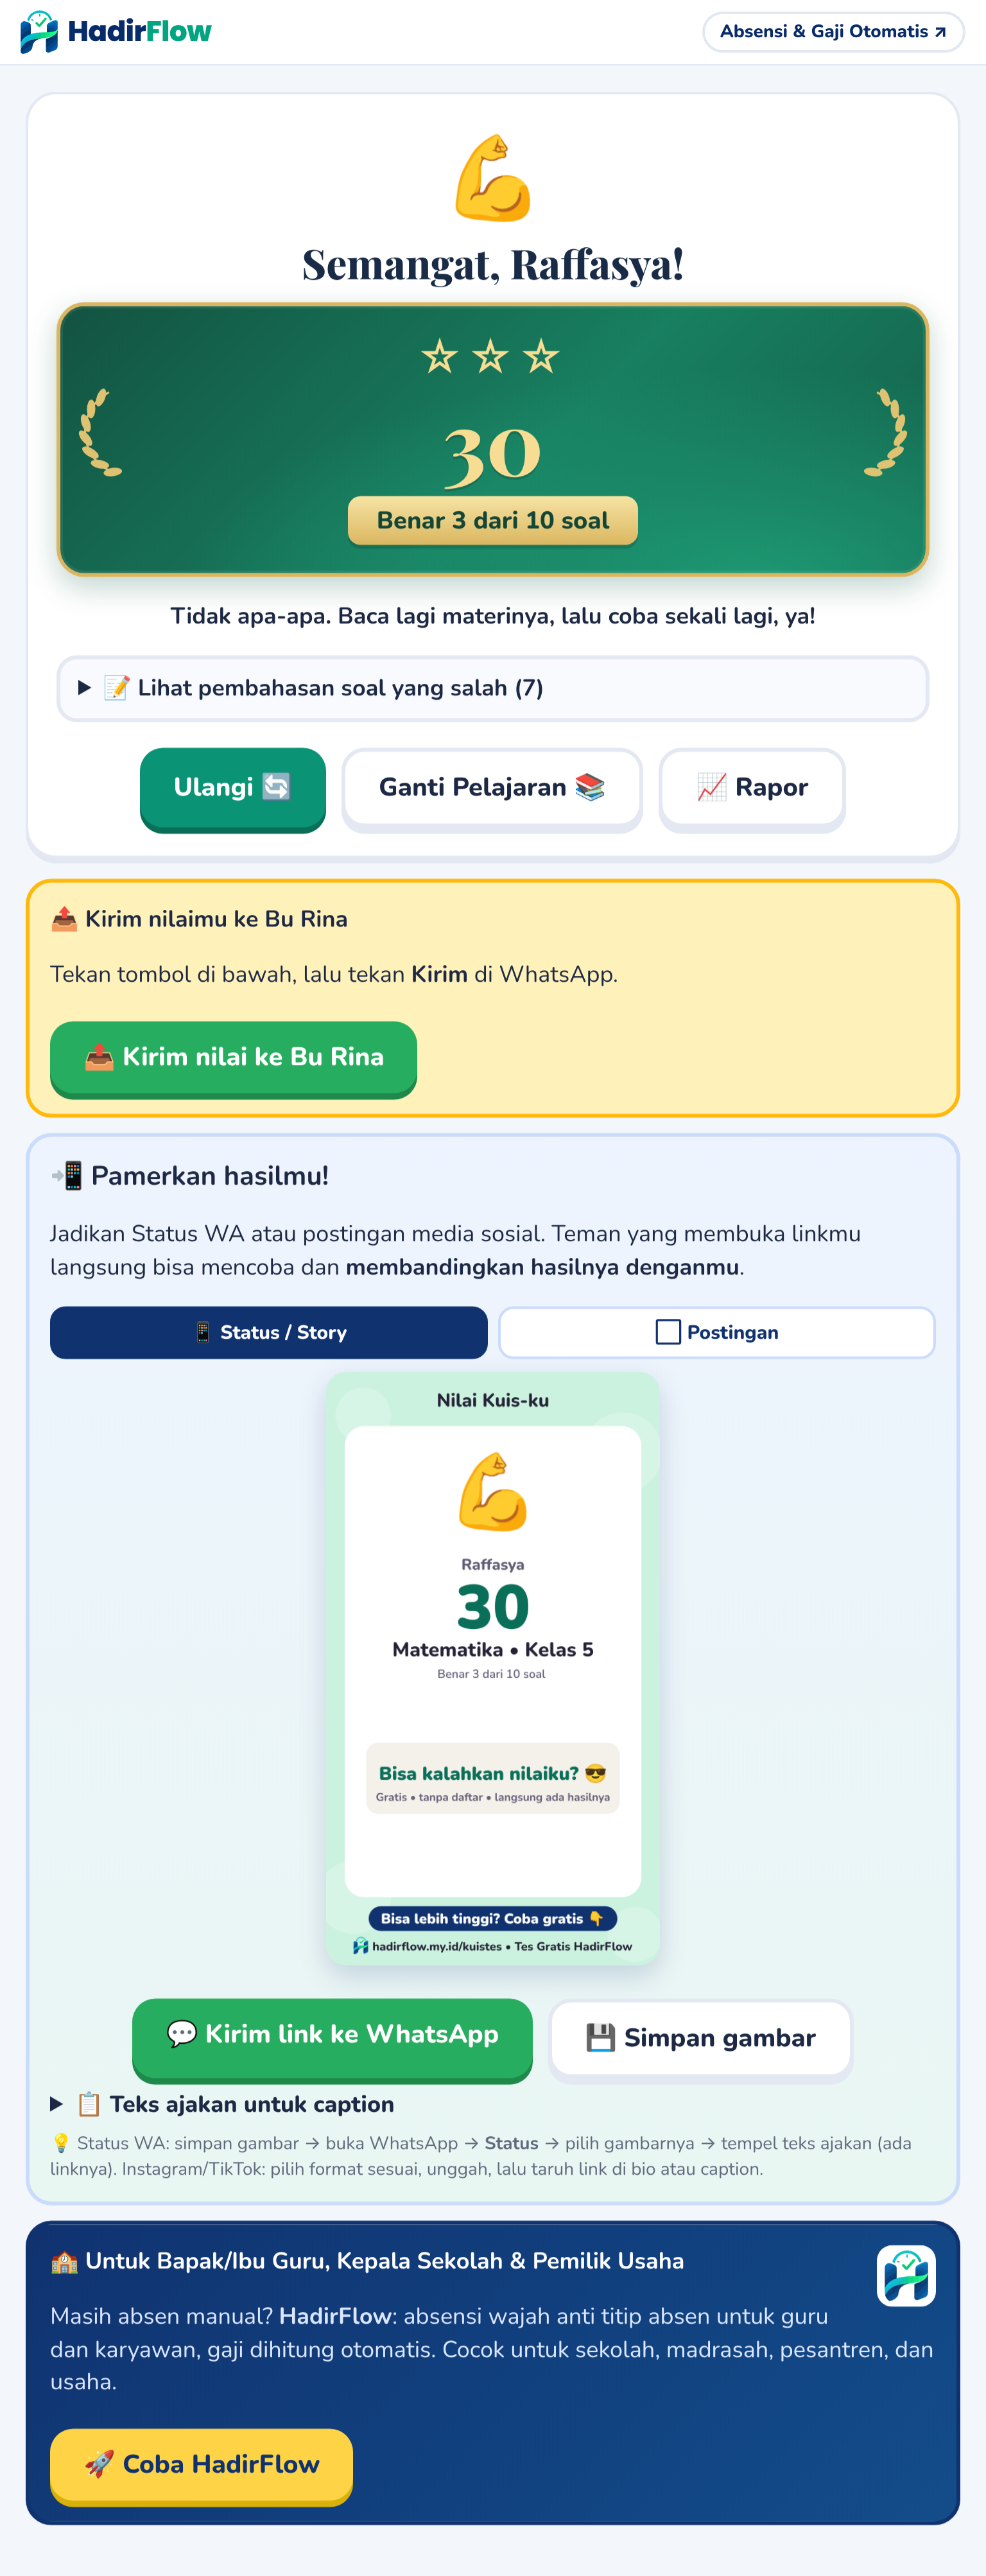 HadirFlow
Absensi & Gaji Otomatis ↗
Semangat, Raffasya!
30
Benar 3 dari 10 soal
Tidak apa-apa. Baca lagi materinya, lalu coba sekali lagi, ya!
Lihat pembahasan soal yang salah (7)
Ulangi
Ganti Pelajaran
Rapor
Kirim nilaimu ke Bu Rina
Tekan tombol di bawah, lalu tekan Kirim di WhatsApp.
Kirim nilai ke Bu Rina
Pamerkan hasilmu!
Jadikan Status WA atau postingan media sosial. Teman yang membuka linkmu
langsung bisa mencoba dan membandingkan hasilnya denganmu.
Status / Story
Postingan
Nilai Kuis-ku
Raffasya
30
Matematika • Kelas 5
Benar 3 dari 10 soal
Bisa kalahkan nilaiku?
Gratis • tanpa daftar • langsung ada hasilnya
Bisa lebih tinggi? Coba gratis
hadirflow.my.id/kuistes • Tes Gratis HadirFlow
Kirim link ke WhatsApp
Simpan gambar
Teks ajakan untuk caption
Status WA: simpan gambar → buka WhatsApp → Status → pilih gambarnya → tempel teks ajakan (ada
linknya). Instagram/TikTok: pilih format sesuai, unggah, lalu taruh link di bio atau caption.
Untuk Bapak/Ibu Guru, Kepala Sekolah & Pemilik Usaha
Masih absen manual? HadirFlow: absensi wajah anti titip absen untuk guru
dan karyawan, gaji dihitung otomatis. Cocok untuk sekolah, madrasah, pesantren, dan
usaha.
Coba HadirFlow